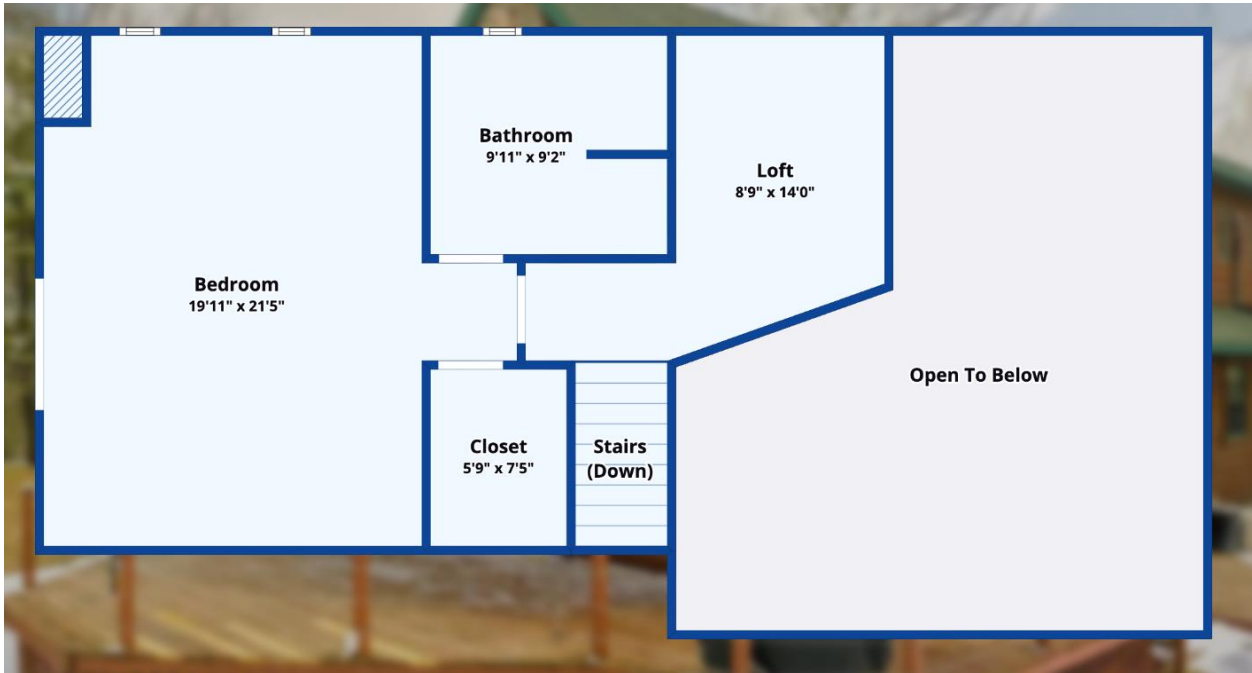 Bathroom
9'11" x 9'2"
Loft
8'9" x 14'0"
Bedroom
19'11" x 21'5"
Open To Below
Closet
5'9" x 7'5"
Stairs
(Down)